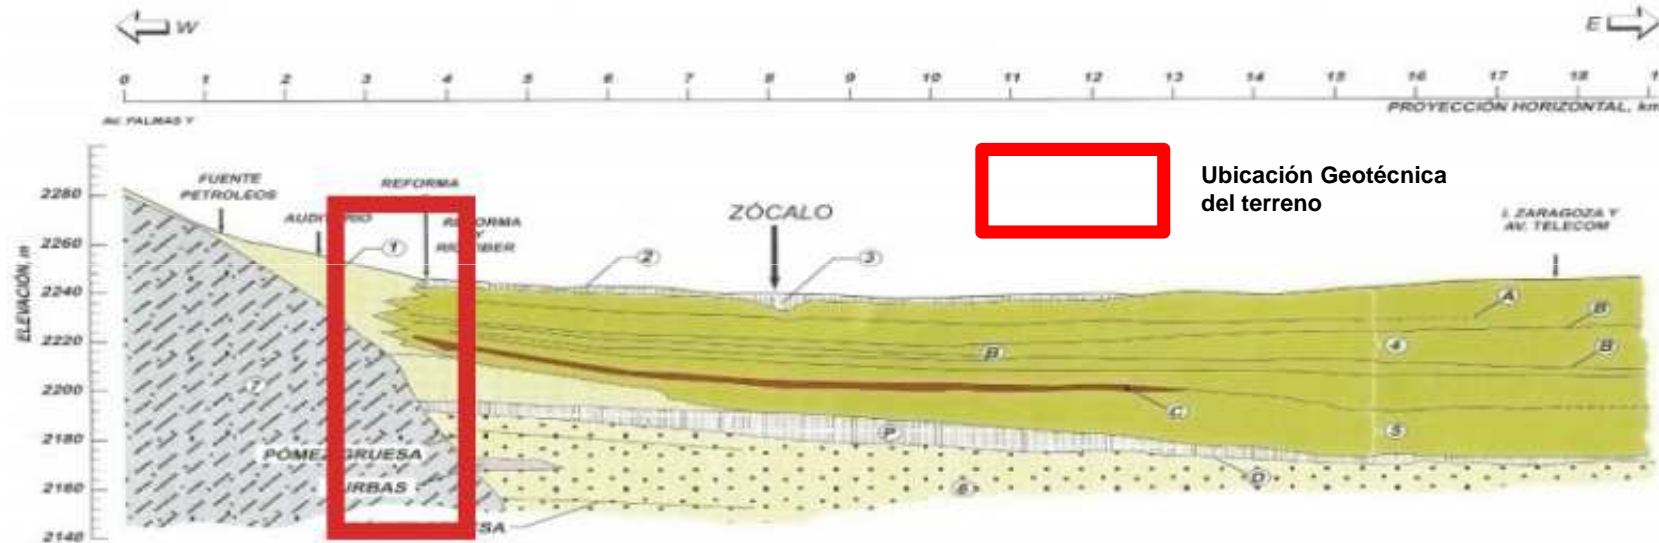 W
E
0 1 2 3 4 5 6 7 8 9 10 11 12 13 14 15 16 17 18
PROYECCIÓN HORIZONTAL, km
AV. PALMAS Y
ELEVACIÓN, m
2280
2260
2240
2220
2200
2180
2160
2140
FUENTE
PETROLEOS
REFORMA
ZÓCALO
Ubicación Geotécnica
del terreno
I. ZARAGOZA Y
AV. TELECOM
Y
1
2
3
A
B
4
B
B
C
5
P
D
6
7
PÓMEZ GRUESA